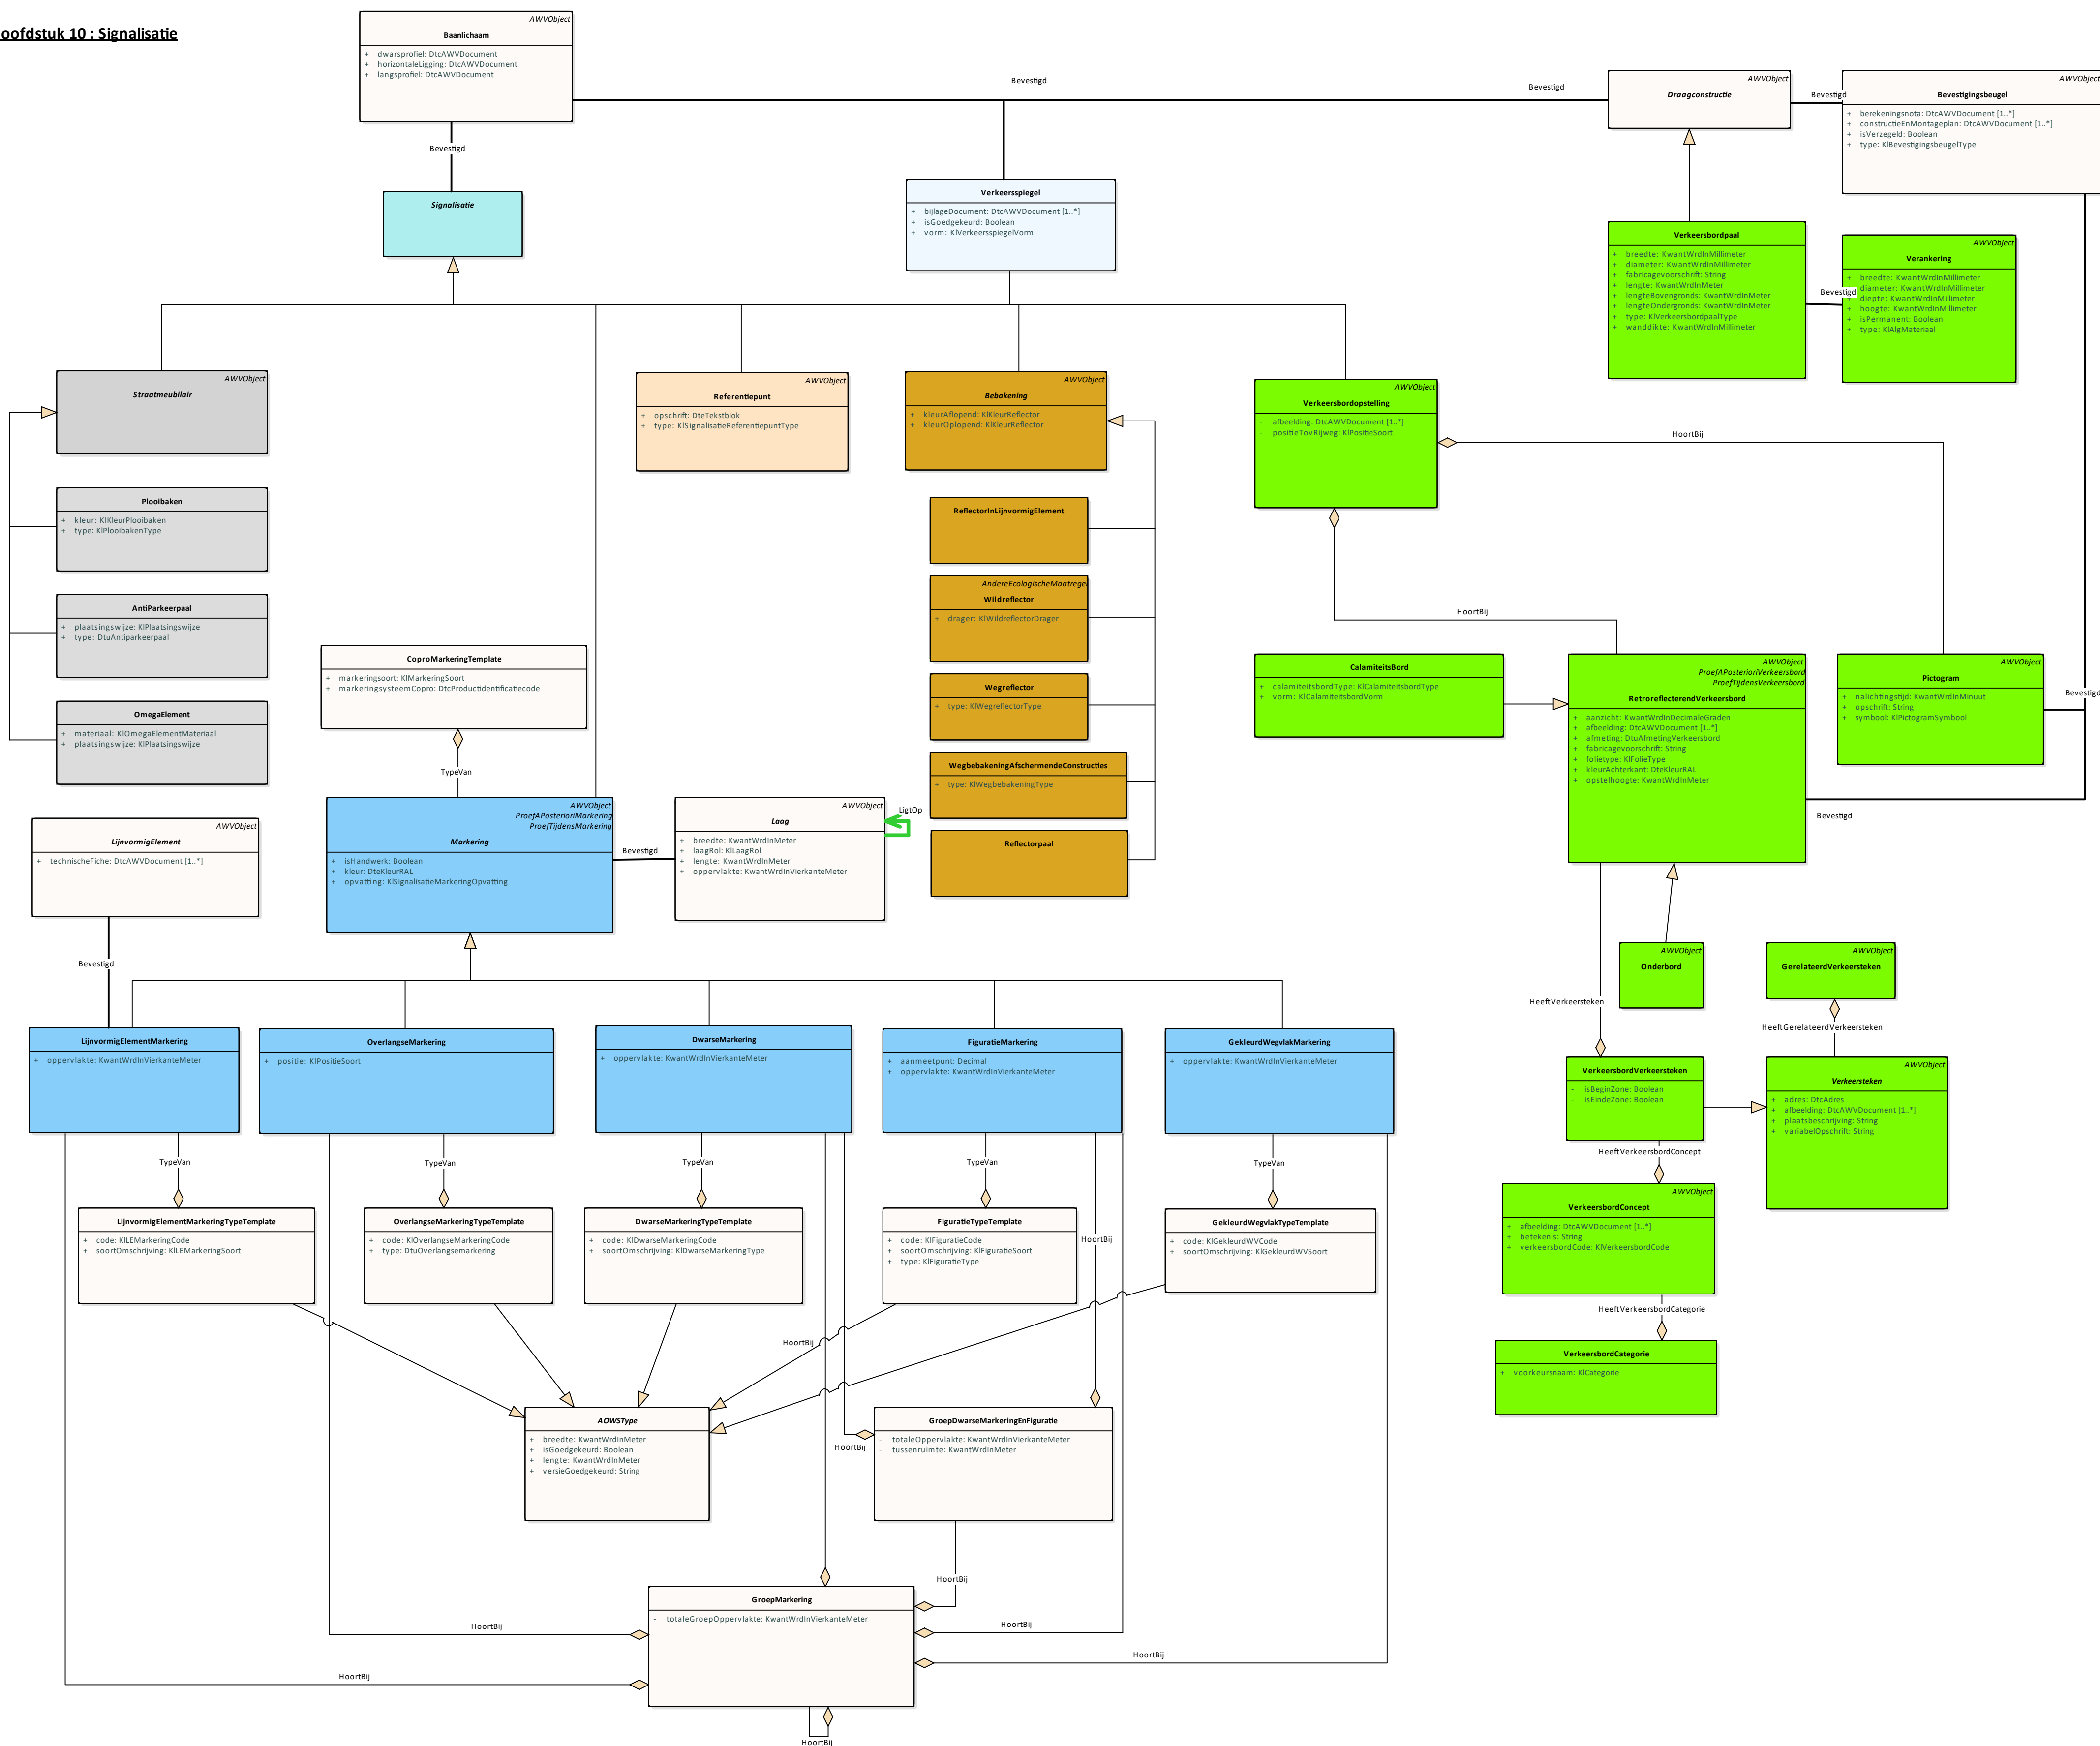 oofdstuk 10 : Signalisatie
AWVObject
Baanlichaam
+ dwarsprofiel: DtcAWVDocument
+ horizontaleLigging: DtcAWVDocument
+ langsprofiel: DtcAWVDocument
Bevestigd
Bevestigd
Bevestigd
AWVObject
Draagconstructie
Bevestigd
AWVObject
Bevestigingsbeugel
+ berekeningsnota: DtcAWVDocument [1..*]
+ constructieEnMontageplan: DtcAWVDocument [1..*]
+ isVerzegeld: Boolean
+ type: KlBevestigingsbeugelType
Signalisatie
Verkeersspiegel
+ bijlageDocument: DtcAWVDocument [1..*]
+ isGoedgekeurd: Boolean
+ vorm: KlVerkeersspiegelVorm
Verkeersbordpaal
+ breedte: KwantWrdInMillimeter
+ diameter: KwantWrdInMillimeter
+ fabricagevoorschrift: String
+ lengte: KwantWrdInMeter
+ lengteBovengronds: KwantWrdInMeter
+ lengteOndergronds: KwantWrdInMeter
+ type: KlVerkeersbordpaalType
+ wanddikte: KwantWrdInMillimeter
Bevestigd
AWVObject
Verankering
+ breedte: KwantWrdInMillimeter
diameter: KwantWrdInMillimeter
+ diepte: KwantWrdInMillimeter
+ hoogte: KwantWrdInMillimeter
+ isPermanent: Boolean
+ type: KlAlgMateriaal
AWVObject
Straatmeubilair
AWVObject
Referentiepunt
+ opschrift: DteTekstblok
+ type: KlSignalisatieReferentiepuntType
AWVObject
Bebakening
+ kleurAflopend: KlKleurReflector
+ kleurOplopend: KlKleurReflector
AWVObject
Verkeersbordopstelling
- afbeelding: DtcAWVDocument [1..*]
- positieTovRijweg: KlPositieSoort
HoortBij
HoortBij
Plooibaken
+ kleur: KlKleurPlooibaken
+ type: KlPlooibakenType
AntiParkeerpaal
+ plaatsingswijze: KlPlaatsingswijze
+ type: DtuAntiparkeerpaal
OmegaElement
+ materiaal: KlOmegaElementMateriaal
+ plaatsingswijze: KlPlaatsingswijze
ReflectorInLijnvormigElement
AndereEcologischeMaatregel
Wildreflector
+ drager: KlWildreflectorDrager
Wegreflector
+ type: KlWegreflectorType
WegbebakeningAfschermendeConstructies
+ type: KlWegbebakeningType
Reflectorpaal
CoproMarkeringTemplate
+ markeringsoort: KlMarkeringSoort
+ markeringsysteemCopro: DtcProductidentificatiecode
TypeVan
CalamiteitsBord
+ calamiteitsbordType: KlCalamiteitsbordType
+ vorm: KlCalamiteitsbordVorm
AWVObject
ProefAPosterioriVerkeersbord
ProefTijdensVerkeersbord
RetroreflecterendVerkeersbord
+ aanzicht: KwantWrdInDecimaleGraden
+ afbeelding: DtcAWVDocument [1..*]
+ afmeting: DtuAfmetingVerkeersbord
+ fabricagevoorschrift: String
+ folietype: KlFolieType
+ kleurAchterkant: DteKleurRAL
+ opstelhoogte: KwantWrdInMeter
AWVObject
Pictogram
+ nalichtingstijd: KwantWrdInMinuut
+ opschrift: String
+ symbool: KlPictogramSymbool
Bevestigd
Bevestigd
AWVObject
LijnvormigElement
+ technischeFiche: DtcAWVDocument [1..*]
AWVObject
ProefAPosterioriMarkering
ProefTijdensMarkering
Markering
+ isHandwerk: Boolean
+ kleur: DteKleurRAL
+ opvatting: KlSignalisatieMarkeringOpvatting
Bevestigd
AWVObject
Laag
+ breedte: KwantWrdInMeter
+ laagRol: KlLaagRol
+ lengte: KwantWrdInMeter
+ oppervlakte: KwantWrdInVierkanteMeter
LigtOp
Bevestigd
AWVObject
Onderbord
AWVObject
GerelateerdVerkeersteken
HeeftVerkeersteken
HeeftGerelateerdVerkeersteken
LijnvormigElementMarkering
+ oppervlakte: KwantWrdInVierkanteMeter
OverlangseMarkering
+ positie: KlPositieSoort
DwarseMarkering
+ oppervlakte: KwantWrdInVierkanteMeter
FiguratieMarkering
+ aanmeetpunt: Decimal
+ oppervlakte: KwantWrdInVierkanteMeter
GekleurdWegvlakMarkering
+ oppervlakte: KwantWrdInVierkanteMeter
VerkeersbordVerkeersteken
- isBeginZone: Boolean
- isEindeZone: Boolean
AWVObject
Verkeersteken
+ adres: DtcAdres
+ afbeelding: DtcAWVDocument [1..*]
+ plaatsbeschrijving: String
+ variabelOpschrift: String
HeeftVerkeersbordConcept
TypeVan
TypeVan
TypeVan
TypeVan
TypeVan
LijnvormigElementMarkeringTypeTemplate
+ code: KlLEMarkeringCode
+ soortOmschrijving: KlLEMarkeringSoort
OverlangseMarkeringTypeTemplate
+ code: KlOverlangseMarkeringCode
+ type: DtuOverlangsemarkering
DwarseMarkeringTypeTemplate
+ code: KlDwarseMarkeringCode
+ soortOmschrijving: KlDwarseMarkeringType
FiguratieTypeTemplate
+ code: KlFiguratieCode
+ soortOmschrijving: KlFiguratieSoort
+ type: KlFiguratieType
HoortBij
GekleurdWegvlakTypeTemplate
+ code: KlGekleurdWVCode
+ soortOmschrijving: KlGekleurdWVSoort
AWVObject
VerkeersbordConcept
+ afbeelding: DtcAWVDocument [1..*]
+ betekenis: String
+ verkeersbordCode: KlVerkeersbordCode
HeeftVerkeersbordCategorie
VerkeersbordCategorie
+ voorkeursnaam: KlCategorie
HoortBij
AOWSType
+ breedte: KwantWrdInMeter
+ isGoedgekeurd: Boolean
+ lengte: KwantWrdInMeter
+ versieGoedgekeurd: String
HoortBij
GroepDwarseMarkeringEnFiguratie
- totaleOppervlakte: KwantWrdInVierkanteMeter
- tussenruimte: KwantWrdInMeter
HoortBij
GroepMarkering
- totaleGroepOppervlakte: KwantWrdInVierkanteMeter
HoortBij
HoortBij
HoortBij
HoortBij
HoortBij